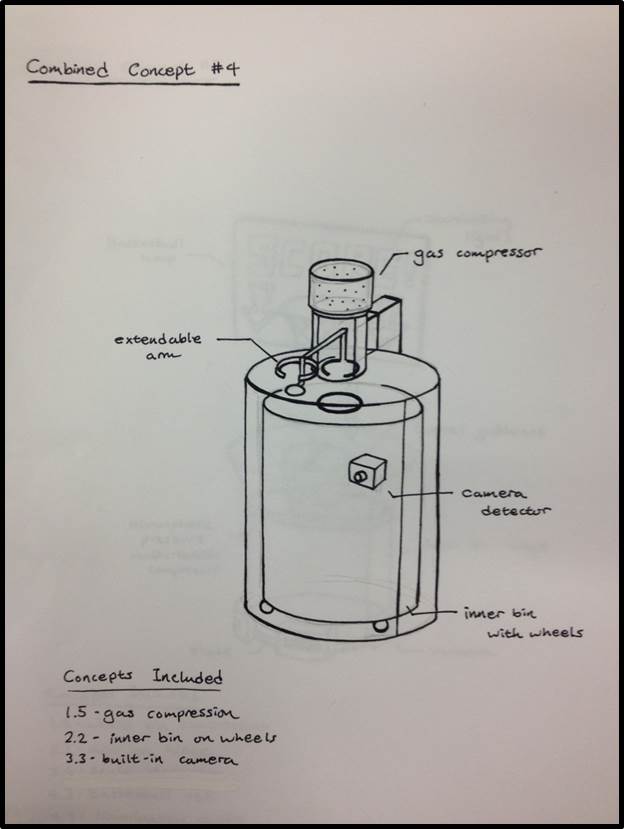 Combined Concept #4
gas compressor
extendable
arm
camera
detector
inner bin
with wheels
Concepts Included
1.5 - gas compression
2.2 - inner bin on wheels
3.3 - built-in camera